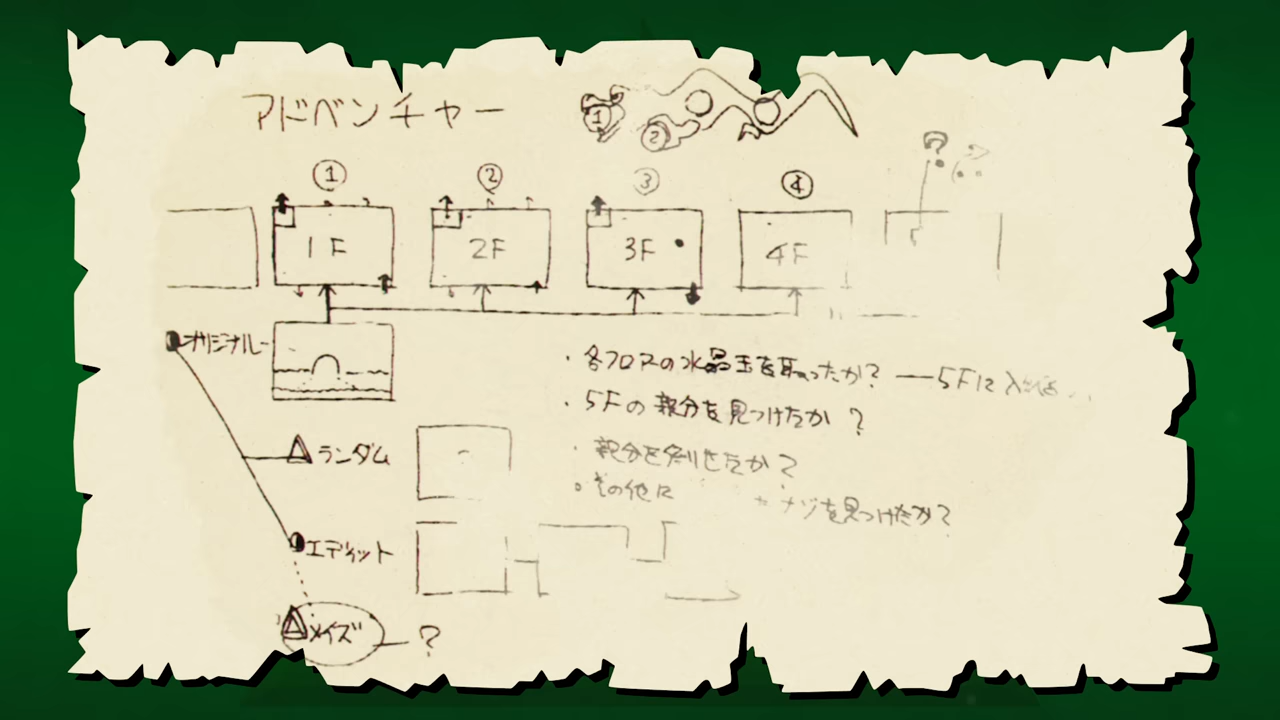 アドベンチャー
① ②
① ② ③ ④ ?
1F 2F 3F 4F
オリジナル
・各フロアの水晶玉を取ったか? ― 5Fに
・5Fの親分を見つけたか?
ランダム
・親分を倒せたか?
・その他に ナゾを見つけたか?
エディット
メイズ ― ?